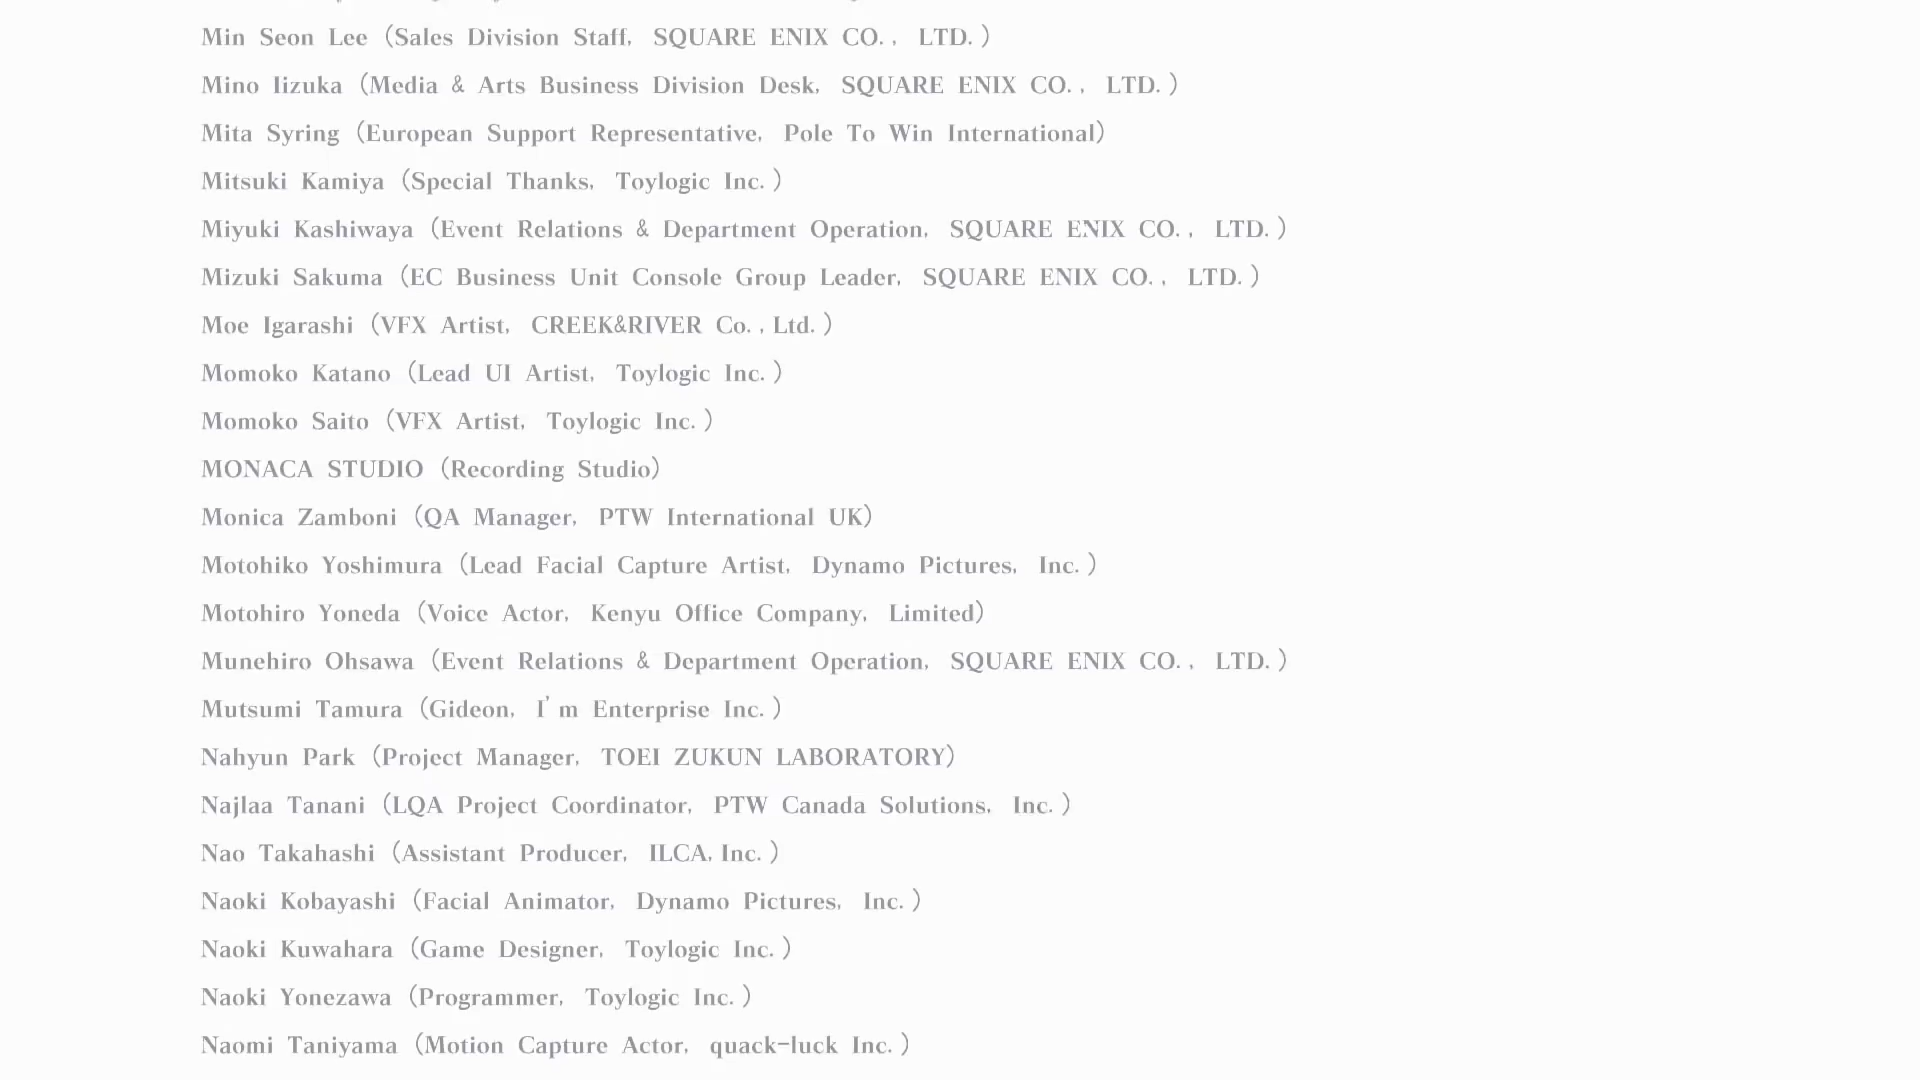 Min Seon Lee (Sales Division Staff, SQUARE ENIX CO., LTD.)
Mino Iizuka (Media & Arts Business Division Desk, SQUARE ENIX CO., LTD.)
Mita Syring (European Support Representative, Pole To Win International)
Mitsuki Kamiya (Special Thanks, Toylogic Inc.)
Miyuki Kashiwaya (Event Relations & Department Operation, SQUARE ENIX CO., LTD.)
Mizuki Sakuma (EC Business Unit Console Group Leader, SQUARE ENIX CO., LTD.)
Moe Igarashi (VFX Artist, CREEK&RIVER Co.,Ltd.)
Momoko Katano (Lead UI Artist, Toylogic Inc.)
Momoko Saito (VFX Artist, Toylogic Inc.)
MONACA STUDIO (Recording Studio)
Monica Zamboni (QA Manager, PTW International UK)
Motohiko Yoshimura (Lead Facial Capture Artist, Dynamo Pictures, Inc.)
Motohiro Yoneda (Voice Actor, Kenyu Office Company, Limited)
Munehiro Ohsawa (Event Relations & Department Operation, SQUARE ENIX CO., LTD.)
Mutsumi Tamura (Gideon, I'm Enterprise Inc.)
Nahyun Park (Project Manager, TOEI ZUKUN LABORATORY)
Najlaa Tanani (LQA Project Coordinator, PTW Canada Solutions, Inc.)
Nao Takahashi (Assistant Producer, ILCA,Inc.)
Naoki Kobayashi (Facial Animator, Dynamo Pictures, Inc.)
Naoki Kuwahara (Game Designer, Toylogic Inc.)
Naoki Yonezawa (Programmer, Toylogic Inc.)
Naomi Taniyama (Motion Capture Actor, quack-luck Inc.)